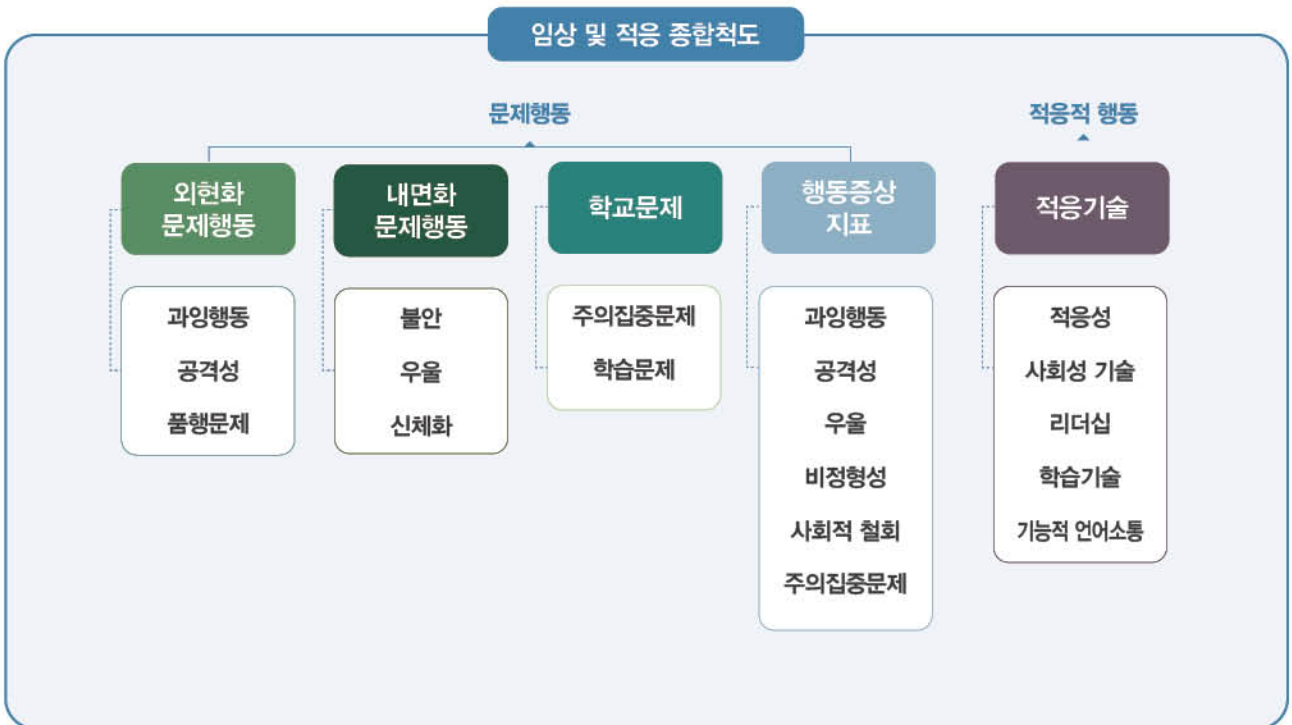 임상 및 적응 종합척도
문제행동
적응적 행동
외현화
문제행동
내면화
문제행동
학교문제
행동증상
지표
적응기술
과잉행동
공격성
품행문제
불안
우울
신체화
주의집중문제
학습문제
과잉행동
공격성
우울
비정형성
사회적 철회
주의집중문제
적응성
사회성 기술
리더십
학습기술
기능적 언어소통